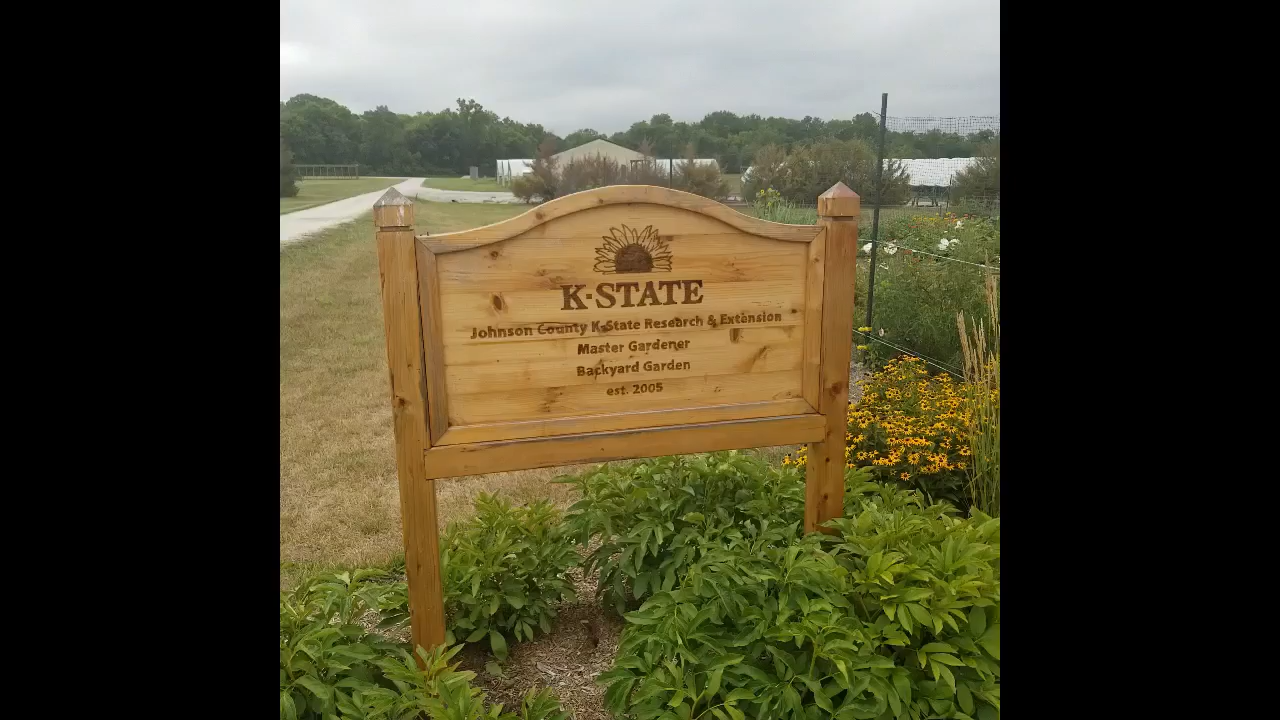 K-STATE
Johnson County K-State Research & Extension
Master Gardener
Backyard Garden
est. 2005